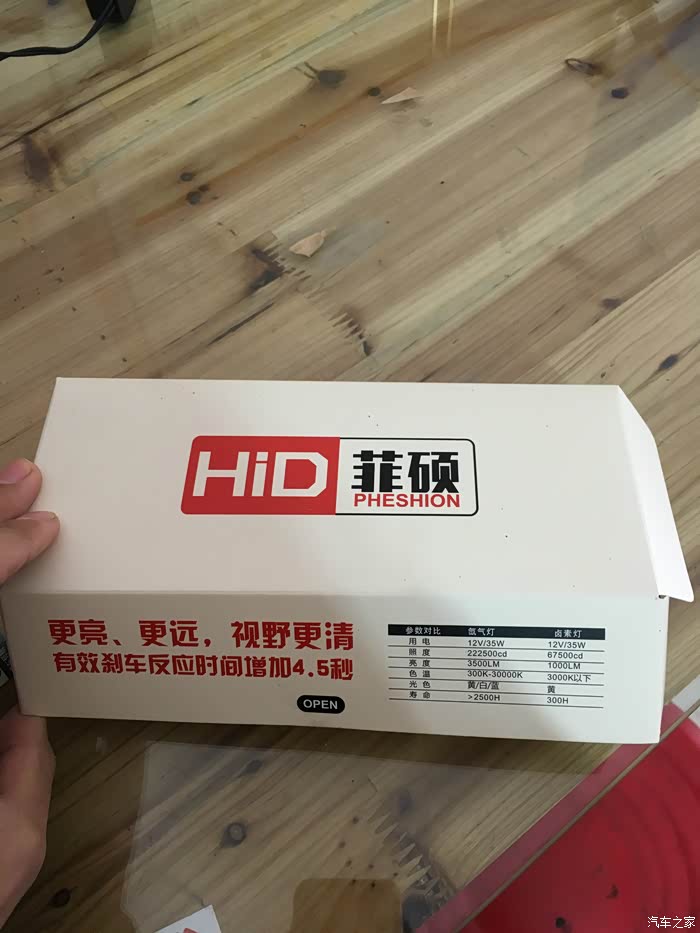 HiD 菲硕
PHESHION
更亮、更远，视野更清
有效刹车反应时间增加4.5秒
OPEN
参数对比 氙气灯 卤素灯
用 电 12V/35W 12V/35W
照 度 222500cd 67500cd
亮 度 3500LM 1000LM
色 温 300K-30000K 3000K以下
光 色 黄/白/蓝 黄
寿 命 >2500H 300H
汽车之家